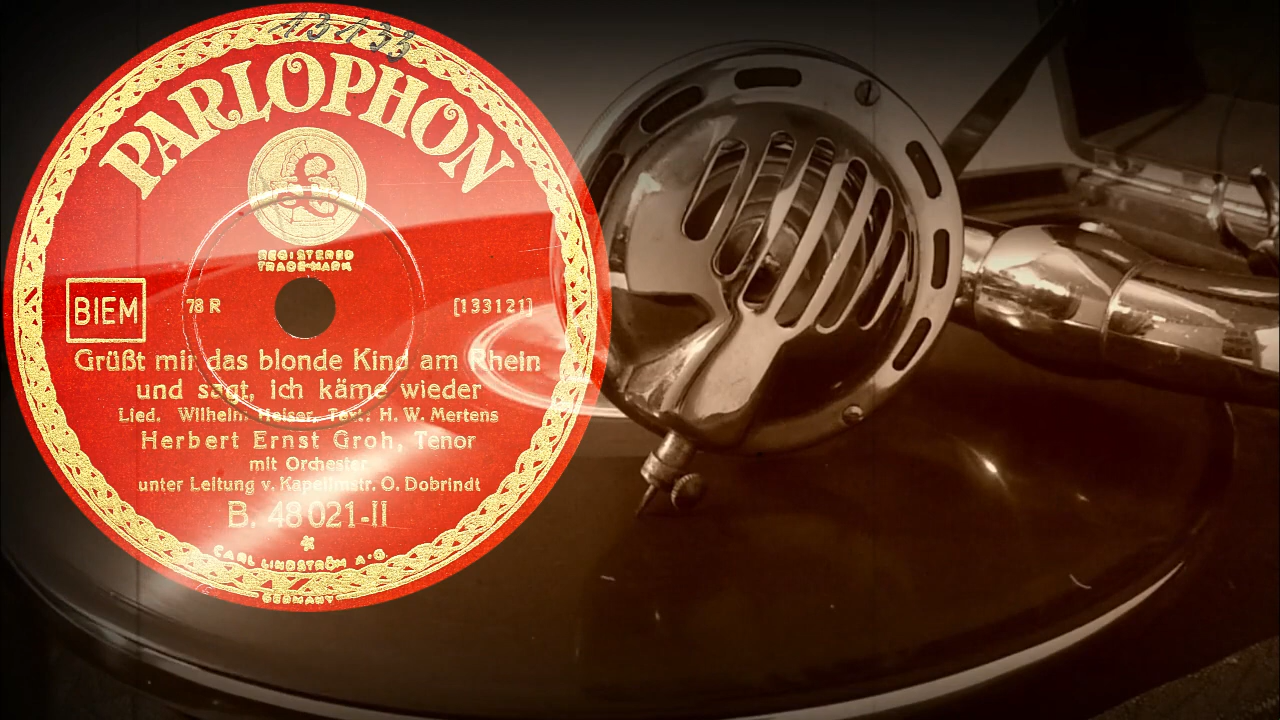 13133
PARLOPHON
£
REGISTERED
TRADE-MARK
BIEM
78 R
[133121]
Grüßt mir das blonde Kind am Rhein
und sagt, ich käme wieder
Lied. Wilhelm Heiser, Text: H. W. Mertens
Herbert Ernst Groh, Tenor
mit Orchester
unter Leitung v. Kapellmstr. O. Dobrindt
B. 48021-II
CARL LINDSTRÖM A·G
GERMANY